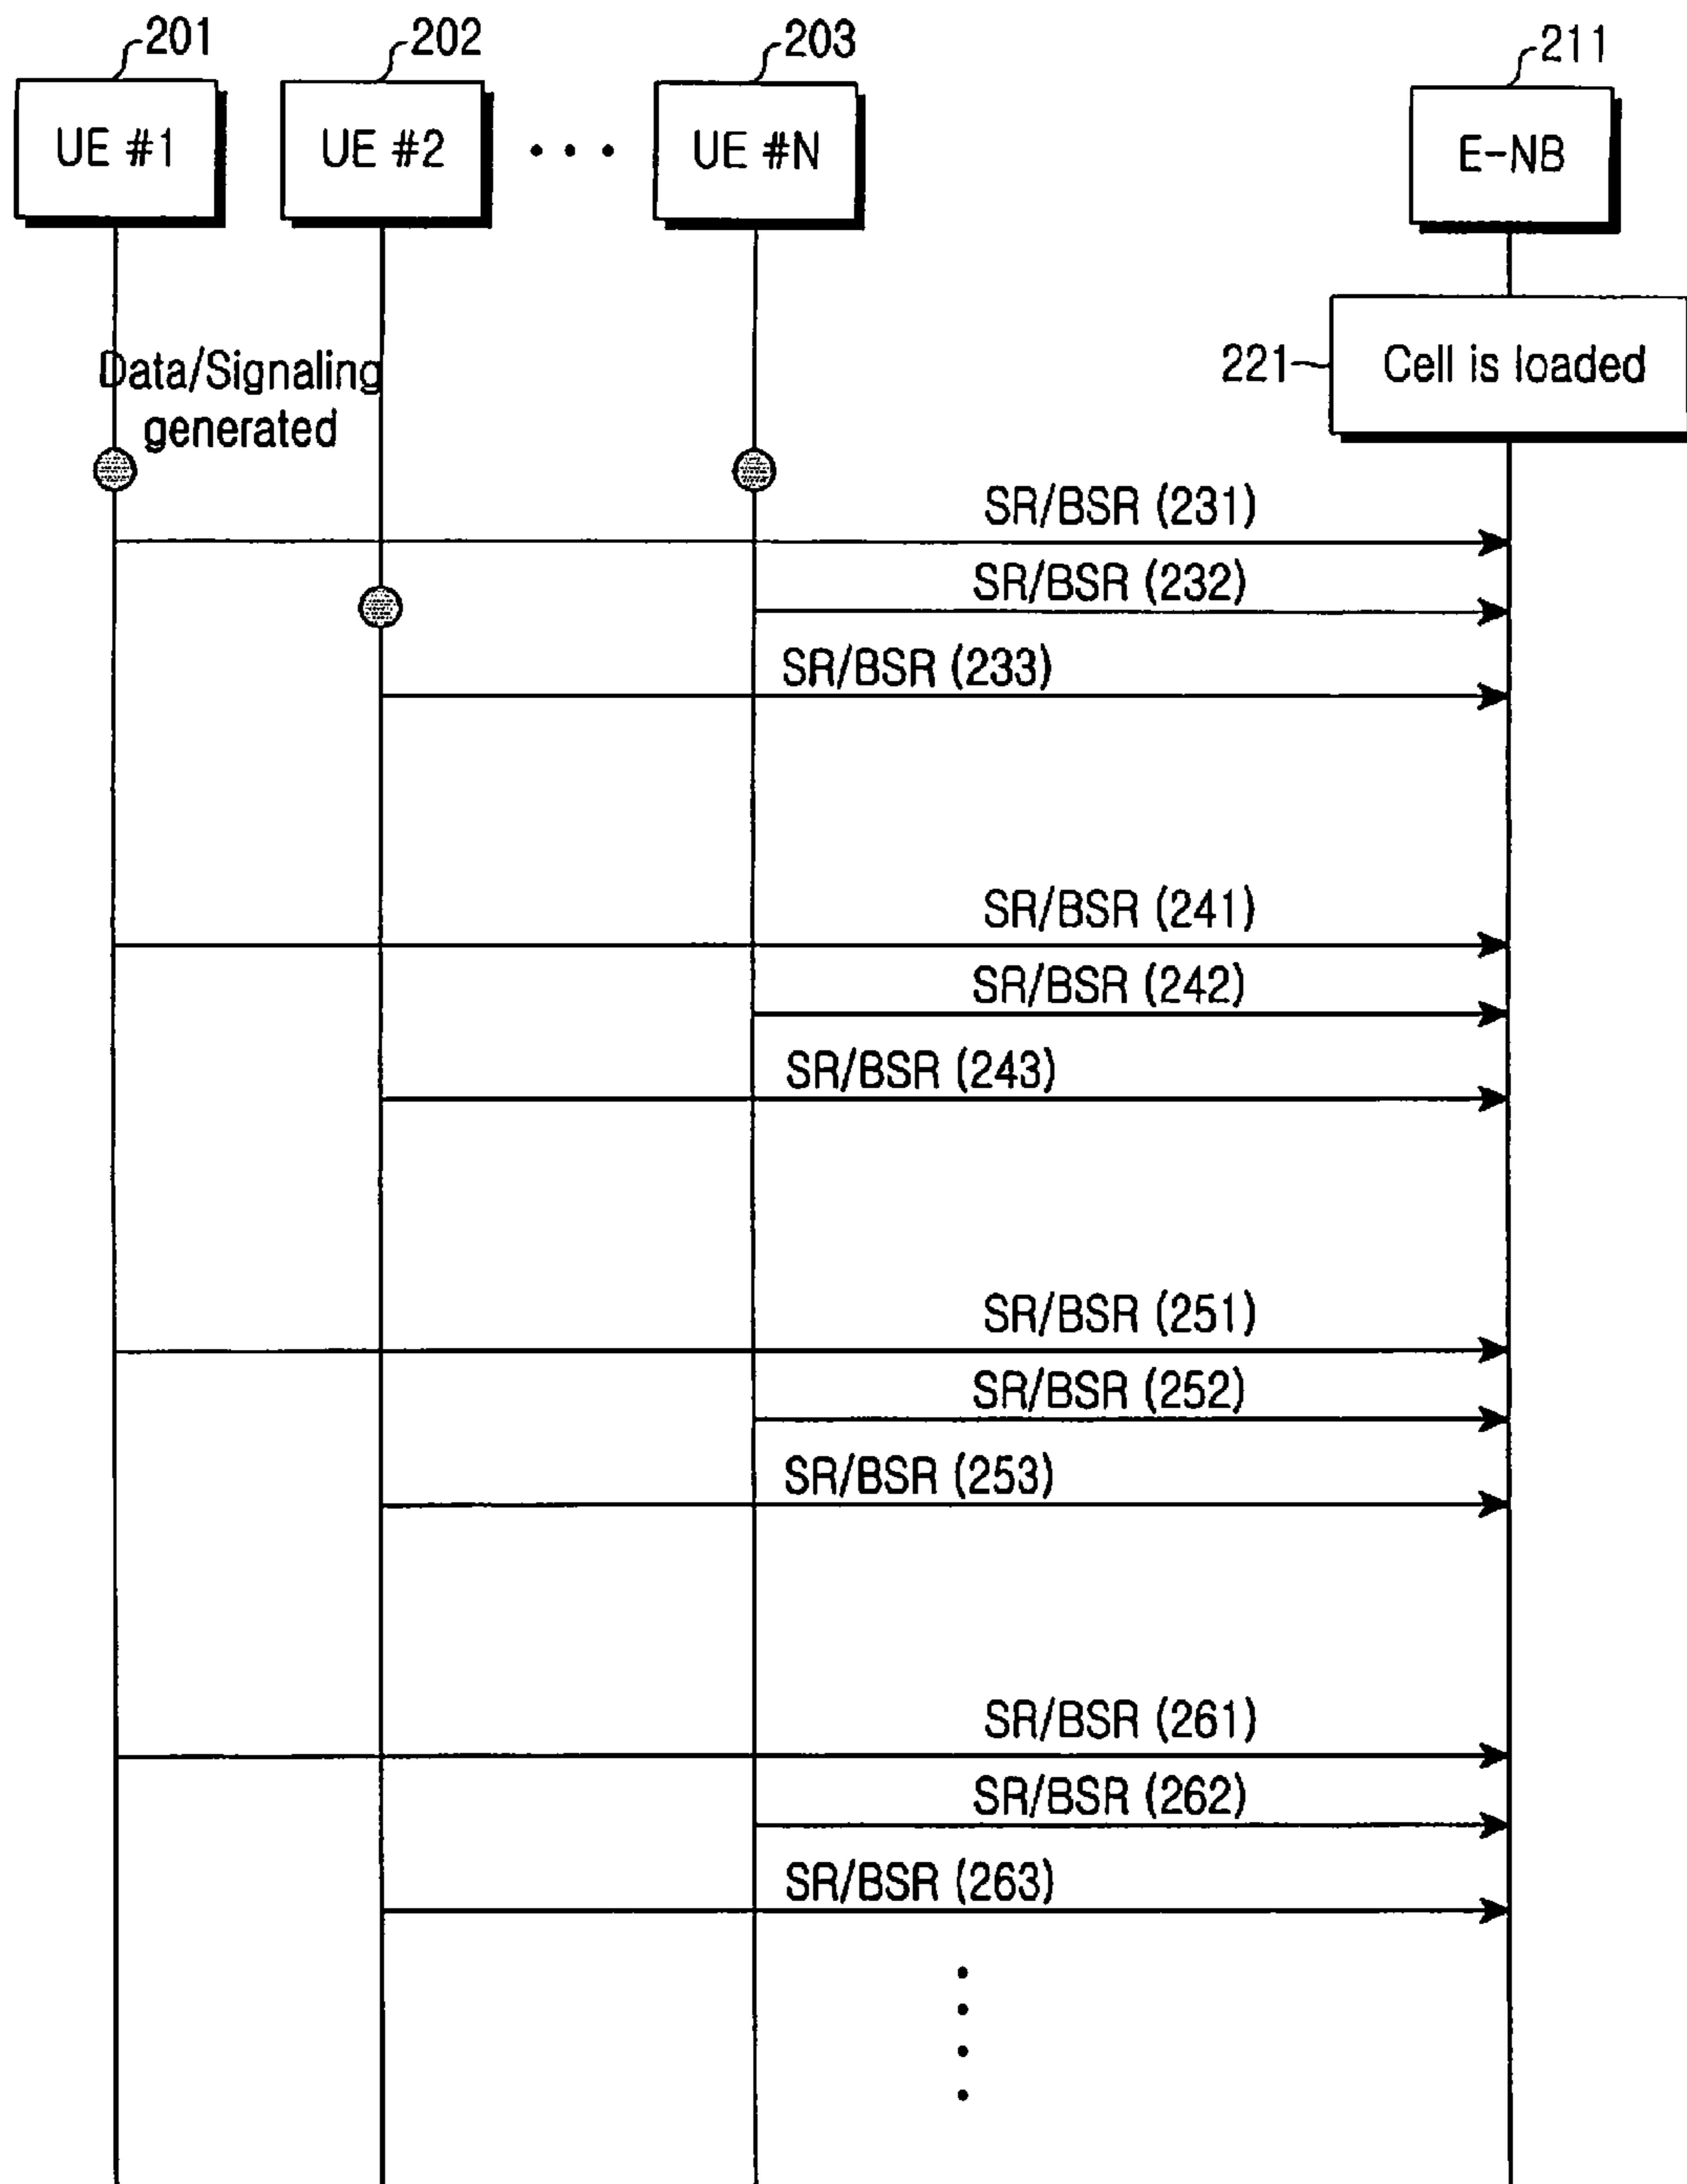 201
202
203
211
UE #1
UE #2
. . .
UE #N
E-NB
221
Cell is loaded
Data/Signaling
generated
SR/BSR (231)
SR/BSR (232)
SR/BSR (233)
SR/BSR (241)
SR/BSR (242)
SR/BSR (243)
SR/BSR (251)
SR/BSR (252)
SR/BSR (253)
SR/BSR (261)
SR/BSR (262)
SR/BSR (263)